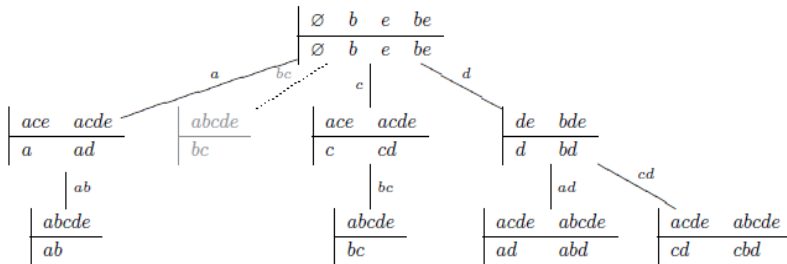 ∅ b e be
∅ b e be
a bc c d
ace acde abcde ace acde de bde
a ad bc c cd d bd
ab bc ad cd
abcde abcde acde abcde acde abcde
ab bc ad abd cd cbd